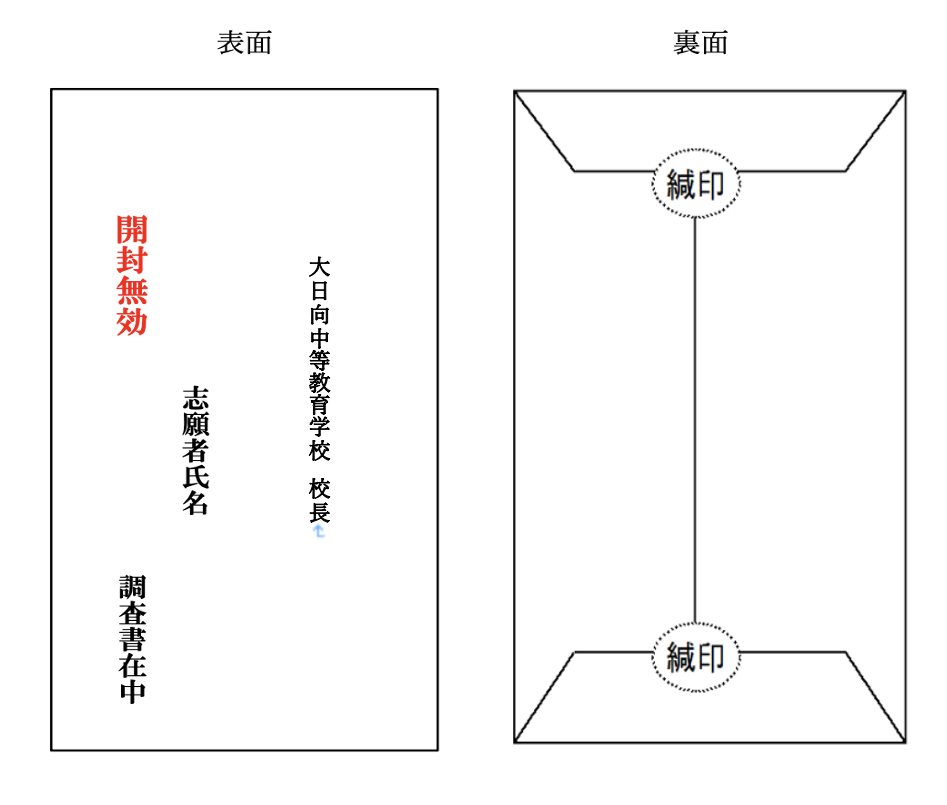 表面
大日向中等教育学校 校長
志願者氏名
開封無効
調査書在中
裏面
緘印
緘印